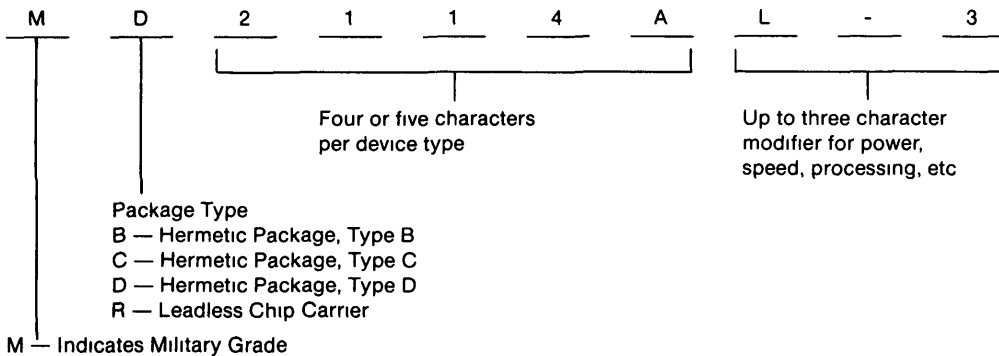 M D 2 1 1 4 A L - 3
Four or five characters
per device type
Up to three character
modifier for power,
speed, processing, etc
Package Type
B — Hermetic Package, Type B
C — Hermetic Package, Type C
D — Hermetic Package, Type D
R — Leadless Chip Carrier
M — Indicates Military Grade